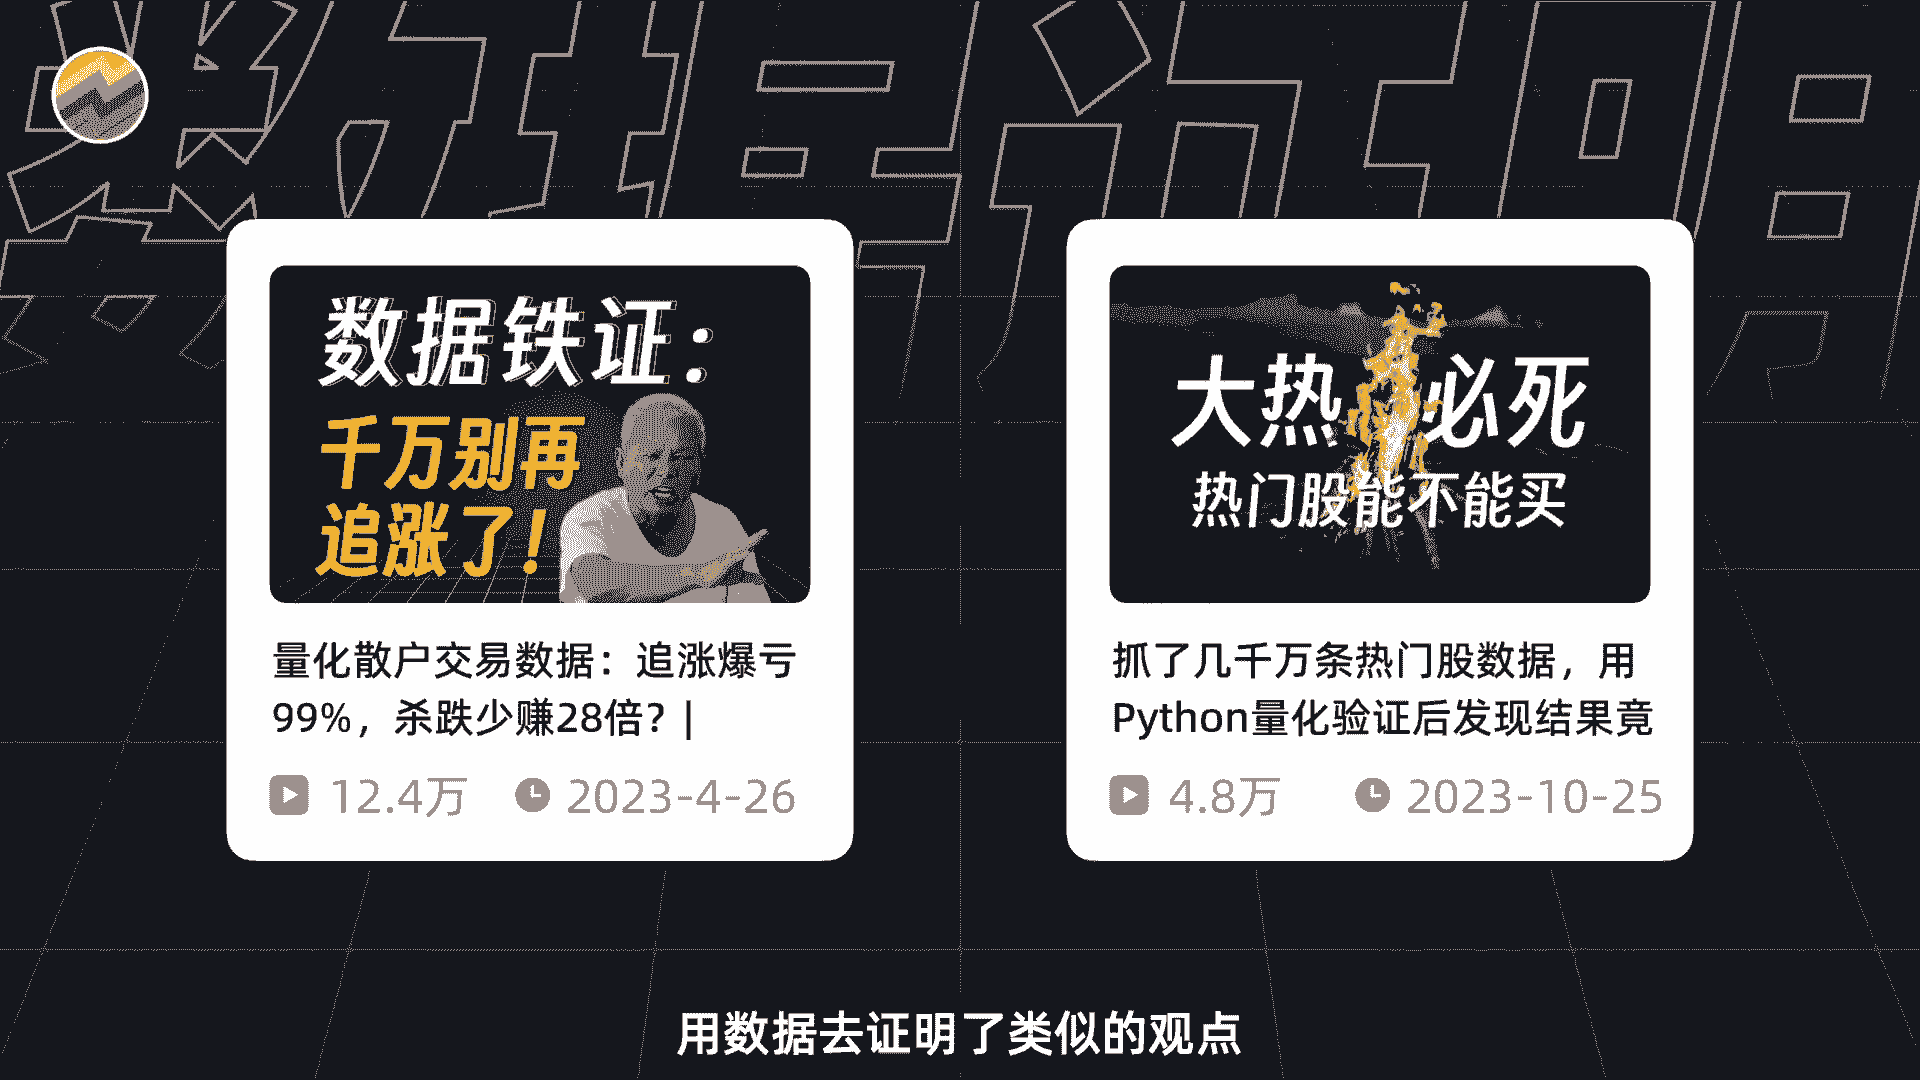 数据证明
数据铁证：
千万别再
追涨了！
量化散户交易数据：追涨爆亏
99%，杀跌少赚28倍？|
12.4万
2023-4-26
大热必死
热门股能不能买
抓了几千万条热门股数据，用
Python量化验证后发现结果竟
4.8万
2023-10-25
用数据去证明了类似的观点